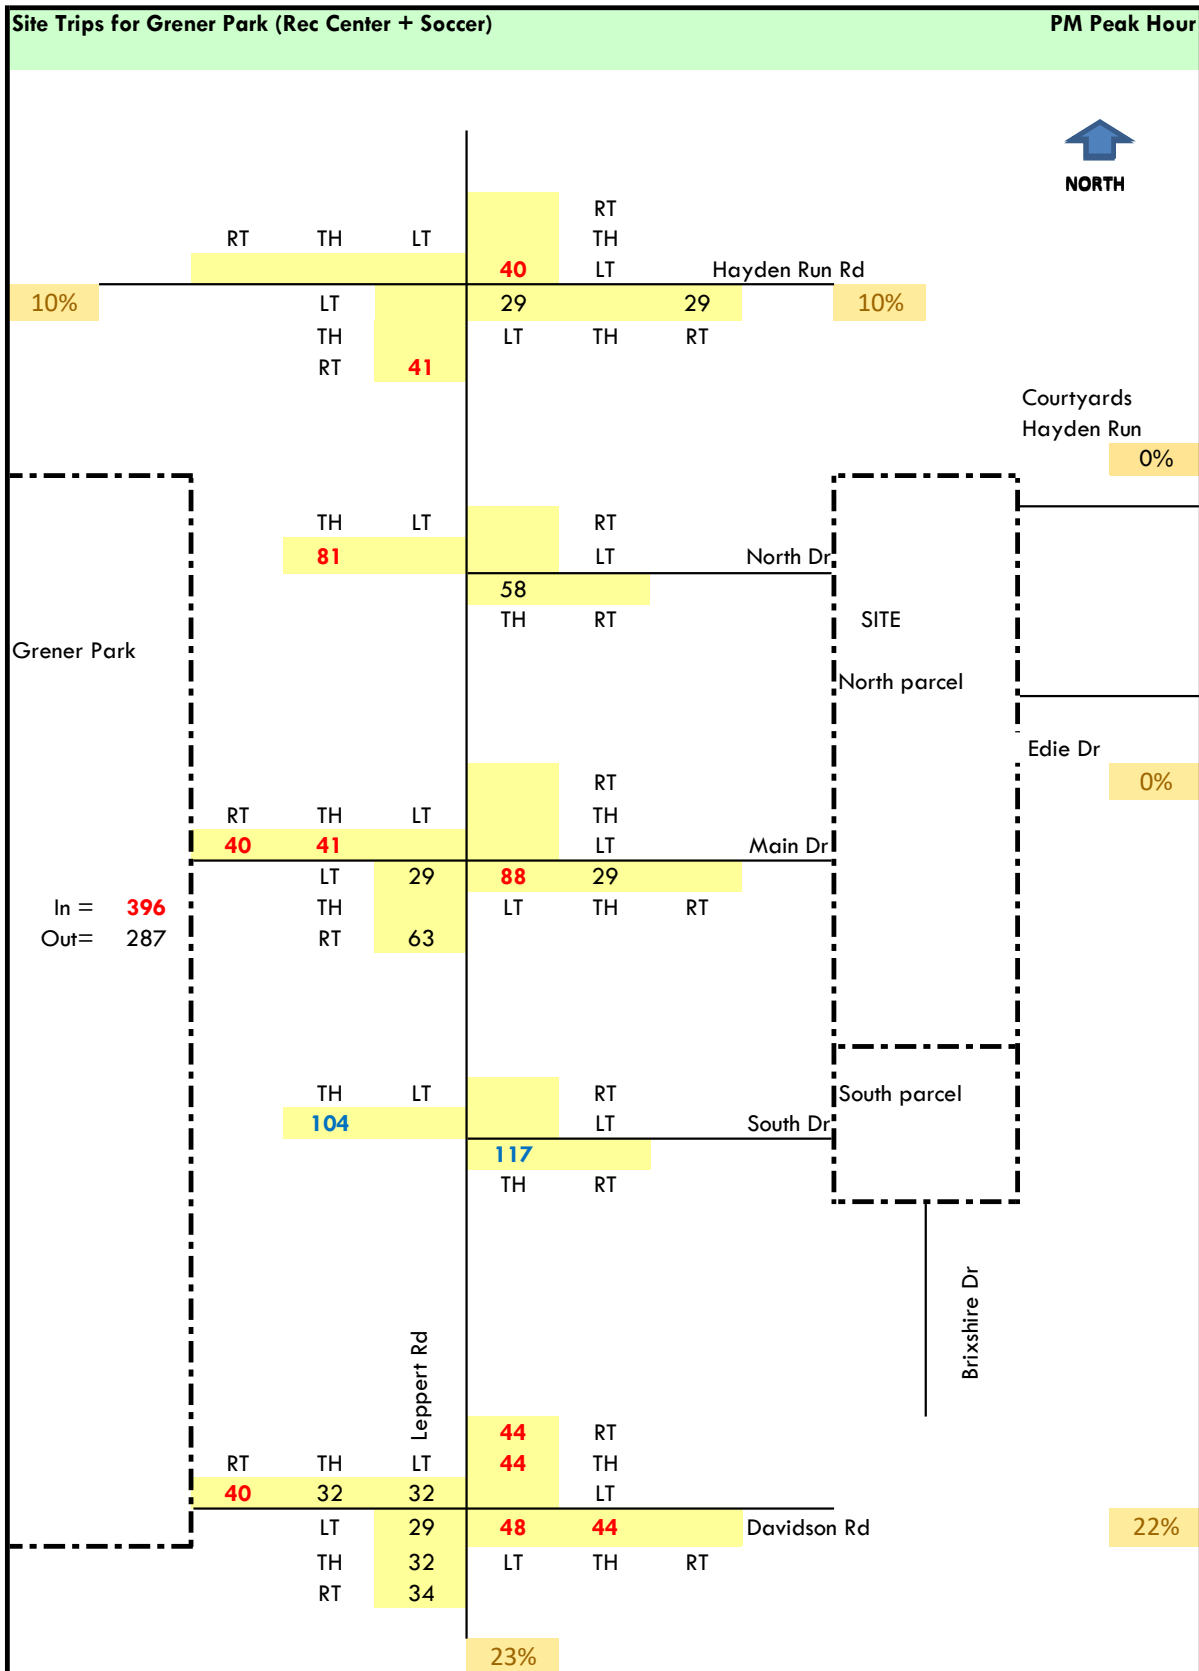 Site Trips for Grener Park (Rec Center + Soccer) PM Peak Hour
NORTH
RT
RT TH LT TH
40 LT Hayden Run Rd
10% LT 29 29 10%
TH LT TH RT
RT 41
Courtyards
Hayden Run
0%
TH LT RT
81 LT North Dr
58
TH RT SITE
Grener Park
North parcel
Edie Dr
RT 0%
RT TH LT TH
40 41 LT Main Dr
LT 29 88 29
In = 396 TH LT TH RT
Out= 287 RT 63
TH LT RT South parcel
104 LT South Dr
117
TH RT
Brixshire Dr
Leppert Rd
44 RT
RT TH LT 44 TH
40 32 32 LT
LT 29 48 44 Davidson Rd 22%
TH 32 LT TH RT
RT 34
23%